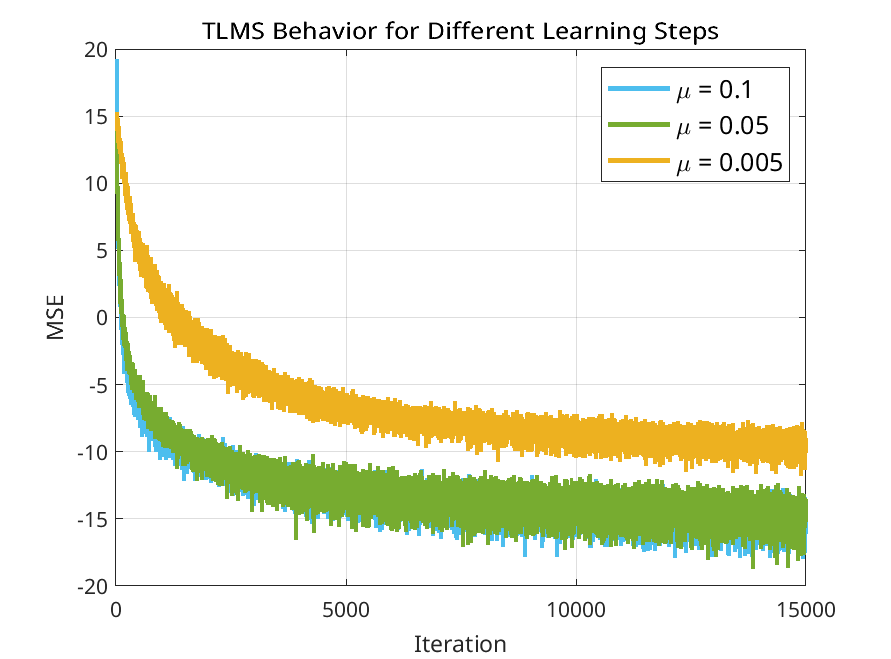 TLMS Behavior for Different Learning Steps
20
15
10
5
0
-5
-10
-15
-20
MSE
μ = 0.1
μ = 0.05
μ = 0.005
0 5000 10000 15000
Iteration